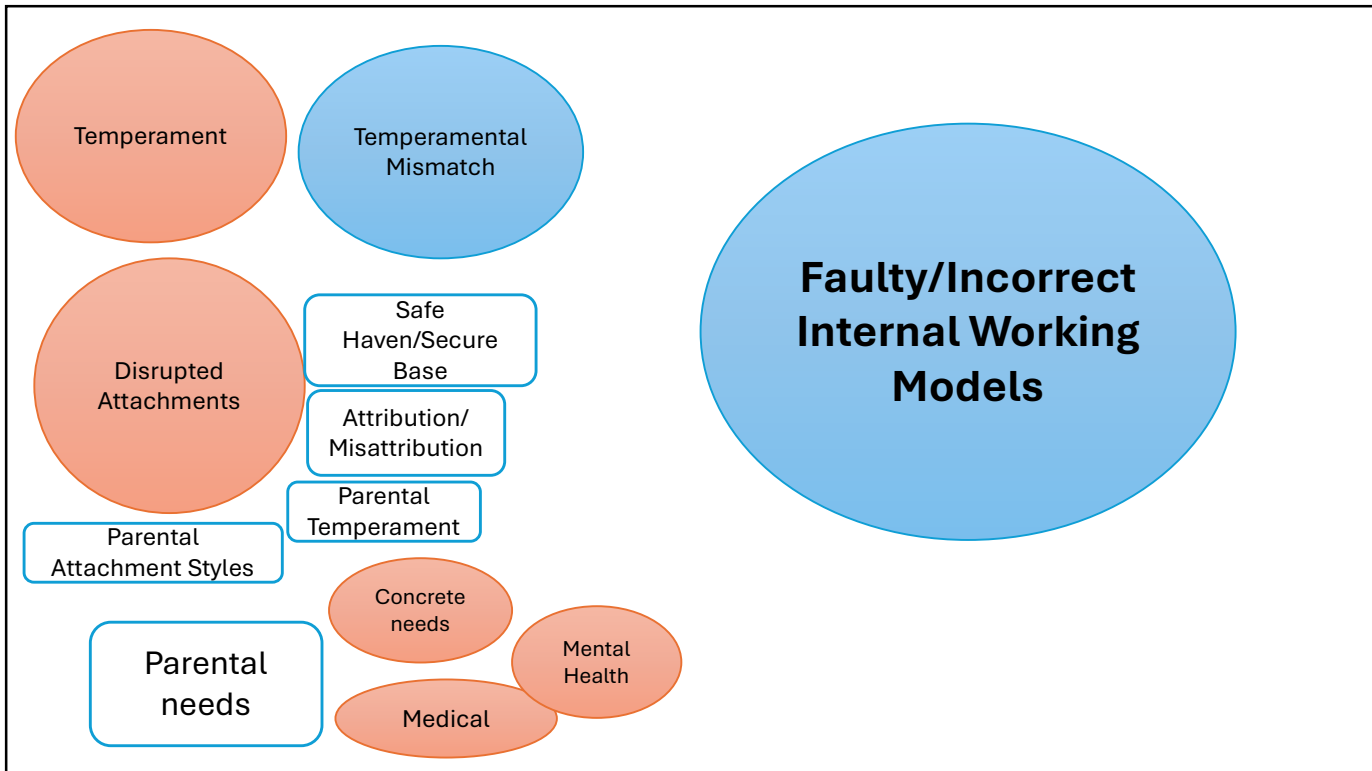 Temperament
Temperamental
Mismatch
Faulty/Incorrect
Internal Working
Models
Disrupted
Attachments
Safe
Haven/Secure
Base
Attribution/
Misattribution
Parental
Temperament
Parental
Attachment Styles
Concrete
needs
Parental
needs
Mental
Health
Medical